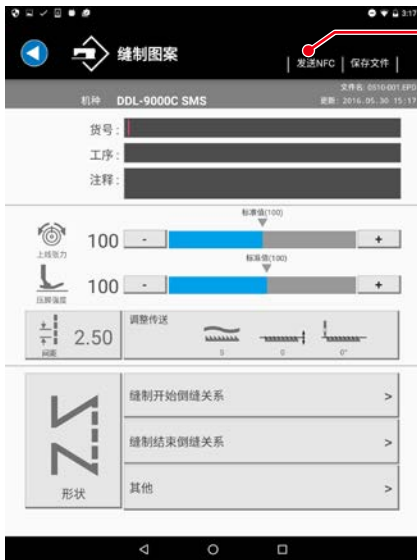 3:17
缝制图案
发送NFC | 保存文件 |
文件名: 0510-001.EPD
机种 DDL-9000C SMS
更新: 2016.05.30 15:17
货号:
工序:
注释:
标准值(100)
上线张力 100 - +
标准值(100)
压脚强度 100 - +
间距 2.50
调整传送
S 0 0°
形状
缝制开始倒缝关系 >
缝制结束倒缝关系 >
其他 >